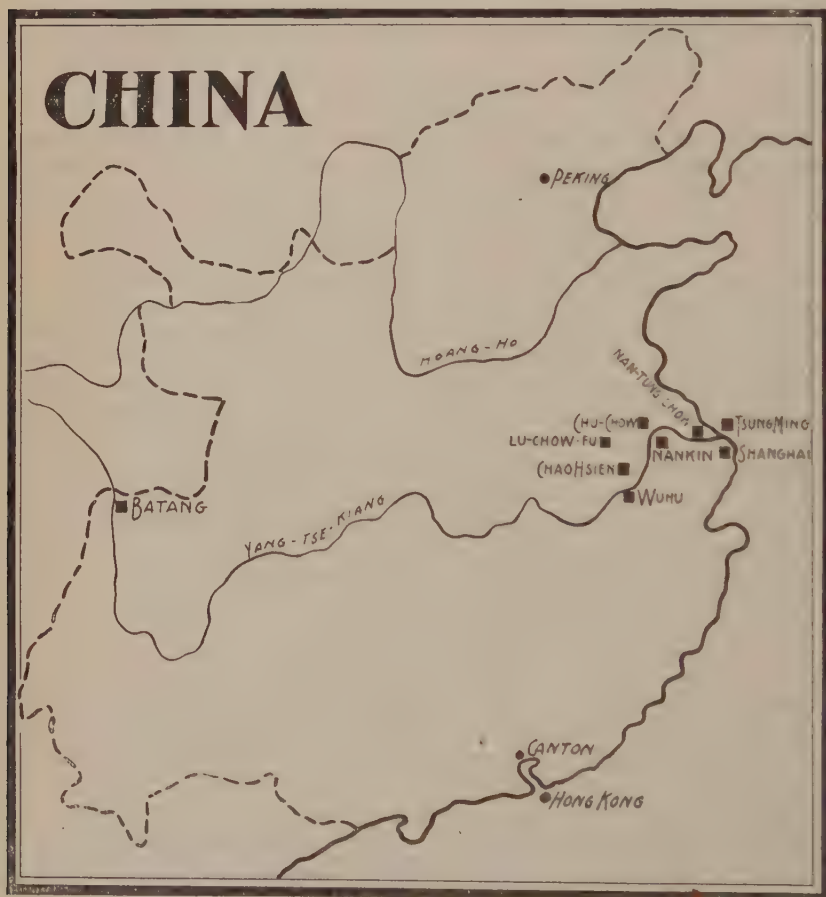 CHINA
PEKING
HOANG-HO
NAN-TUNG-CHOW
CHU-CHOW
TSUNGMING
LU-CHOW-FU
NANKIN
SHANGHAI
CHAOHSIEN
WUHU
BATANG
YANG-TSE-KIANG
CANTON
HONG KONG